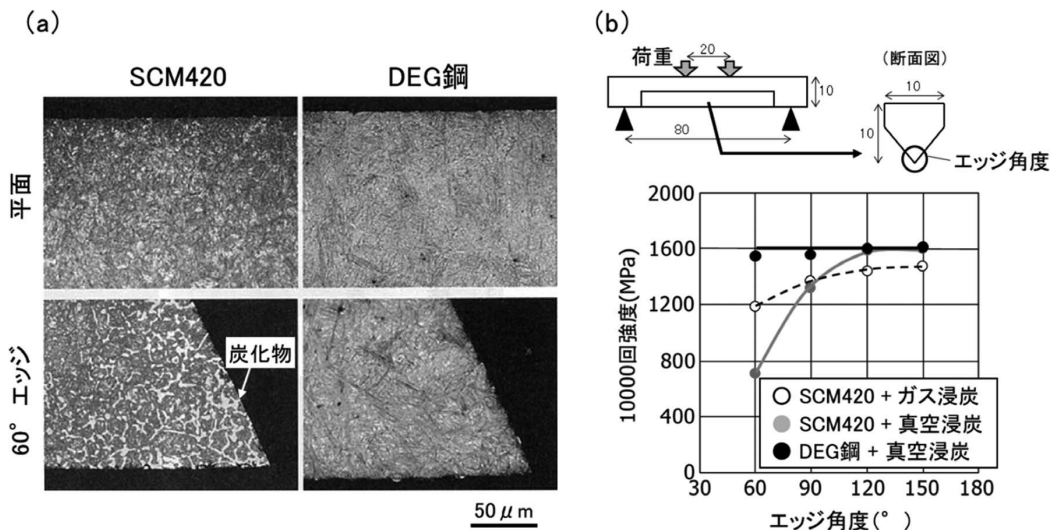 (a)
SCM420
DEG鋼
平面
60° エッジ
炭化物
50μm
(b)
荷重
20
10
80
(断面図)
10
10
エッジ角度
10000回強度(MPa)
2000
1600
1200
800
400
0
30
60
90
120
150
180
エッジ角度(°)
SCM420 + ガス浸炭
SCM420 + 真空浸炭
DEG鋼 + 真空浸炭